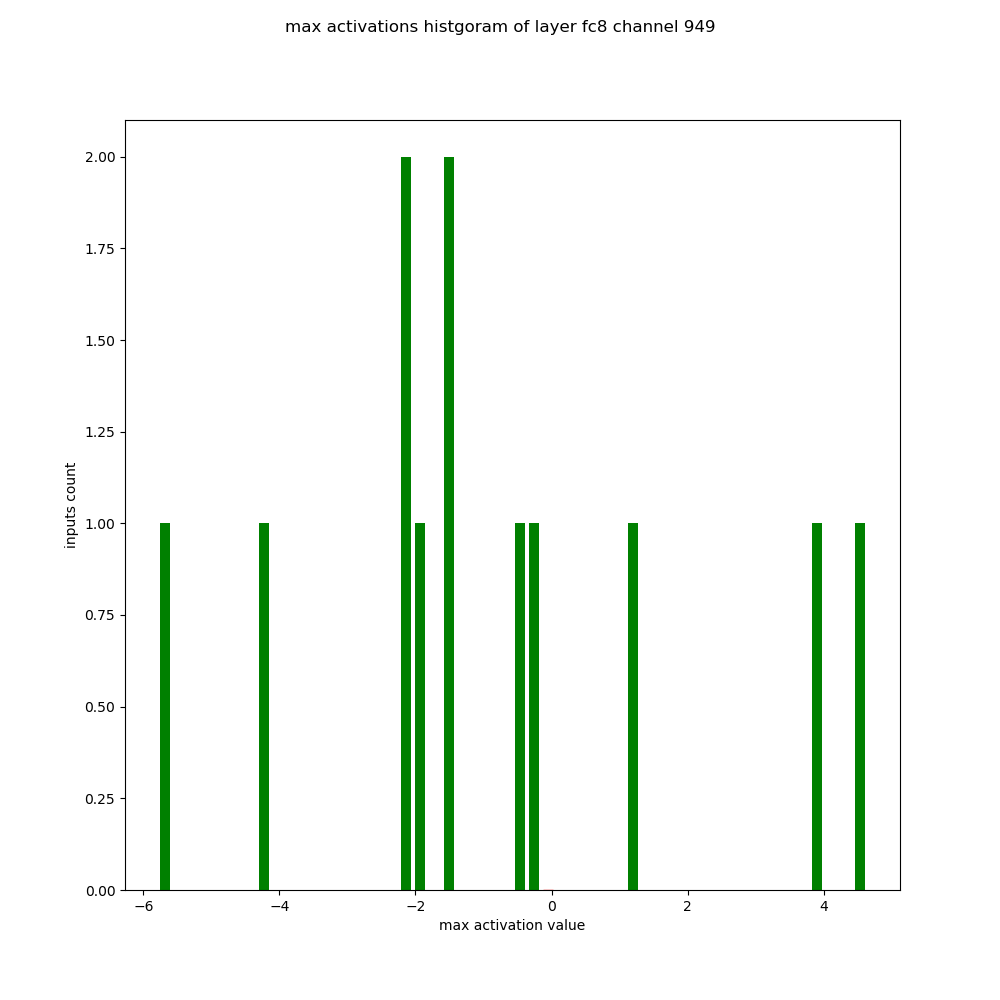 max activations histgoram of layer fc8 channel 949
2.00
1.75
1.50
1.25
1.00
0.75
0.50
0.25
0.00
inputs count
−6 −4 −2 0 2 4
max activation value